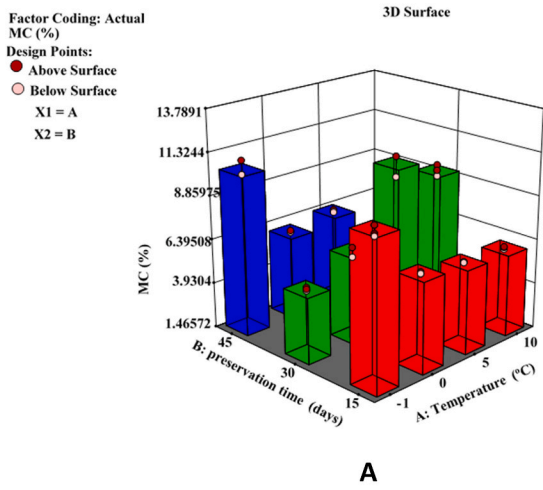 Factor Coding: Actual
MC (%)
Design Points:
Above Surface
Below Surface
X1 = A
X2 = B
3D Surface
13.7891
11.3244
8.85975
6.39508
3.9304
1.46572
MC (%)
45
30
15
B: preservation time (days)
-1
0
5
10
A: Temperature (°C)
A